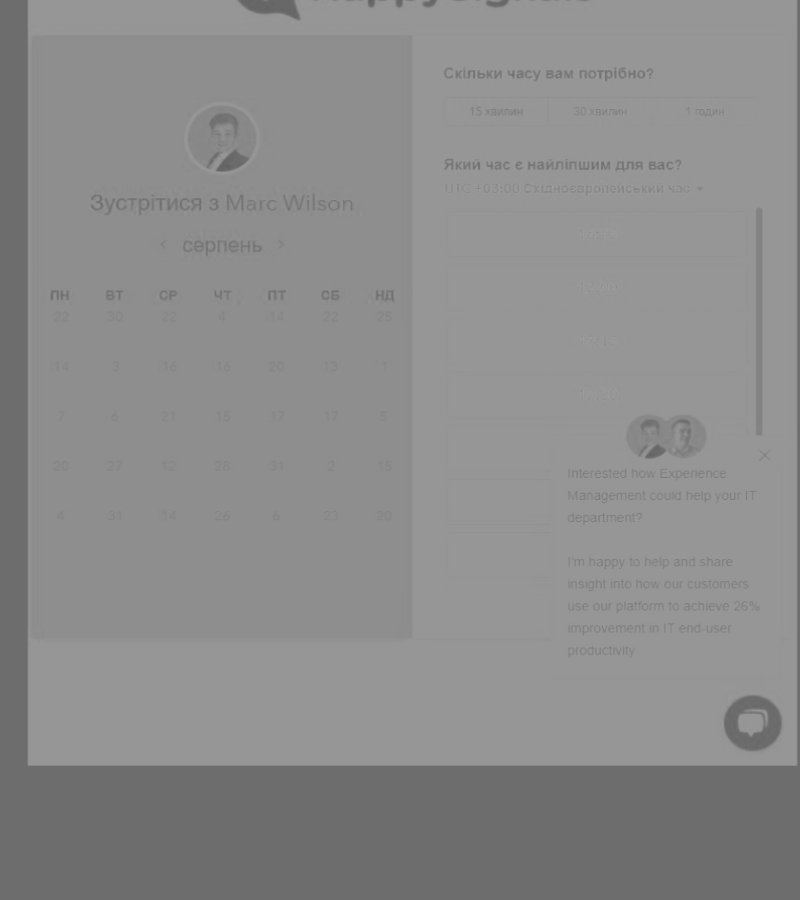 HappySignals
Скільки часу вам потрібно?
15 хвилин 30 хвилин 1 годин
Який час є найліпшим для вас?
UTC +03:00 Східноєвропейський час
Зустрітися з Marc Wilson
серпень
ПН ВТ СР ЧТ ПТ СБ НД
22 30 22 4 14 22 25
14 3 16 16 20 13 1
7 6 21 15 17 17 5
20 27 12 28 31 2 15
4 31 14 26 6 23 20
Interested how Experience
Management could help your IT
department?
I'm happy to help and share
insight into how our customers
use our platform to achieve 26%
improvement in IT end-user
productivity